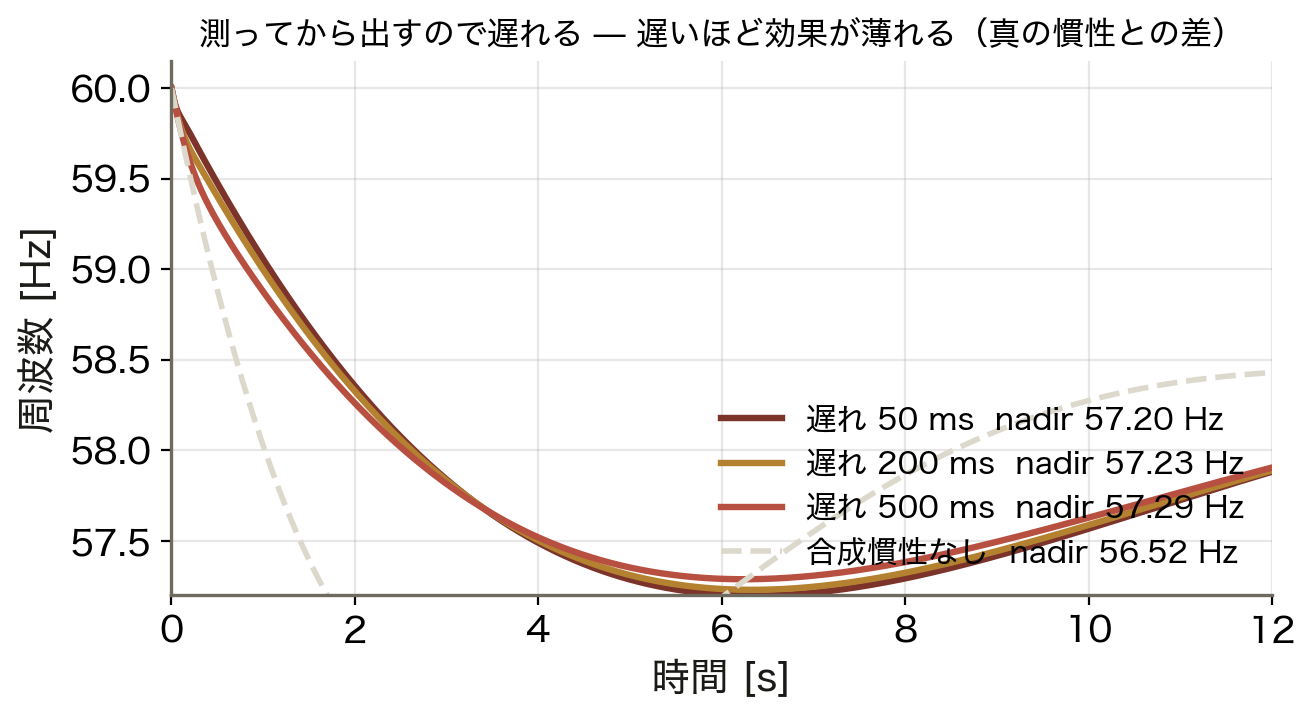 測ってから出すので遅れる — 遅いほど効果が薄れる（真の慣性との差）
周波数 [Hz]
60.0
59.5
59.0
58.5
58.0
57.5
遅れ 50 ms nadir 57.20 Hz
遅れ 200 ms nadir 57.23 Hz
遅れ 500 ms nadir 57.29 Hz
合成慣性なし nadir 56.52 Hz
0 2 4 6 8 10 12
時間 [s]